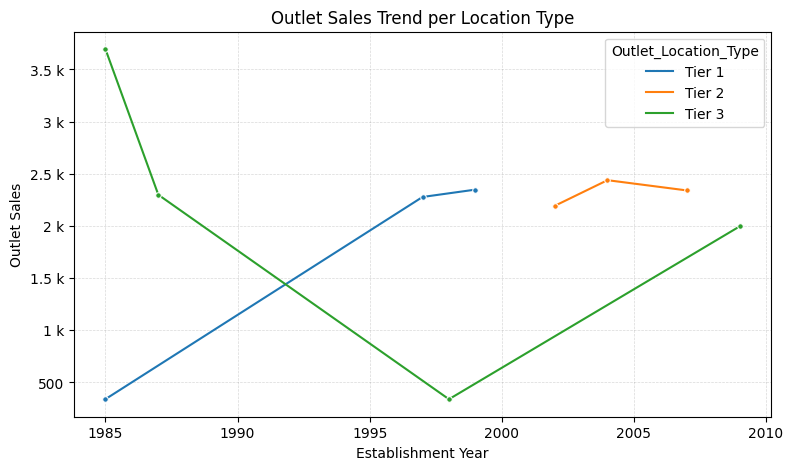 Outlet Sales Trend per Location Type
Outlet_Location_Type
Tier 1
Tier 2
Tier 3
Outlet Sales
3.5 k
3 k
2.5 k
2 k
1.5 k
1 k
500
1985 1990 1995 2000 2005 2010
Establishment Year